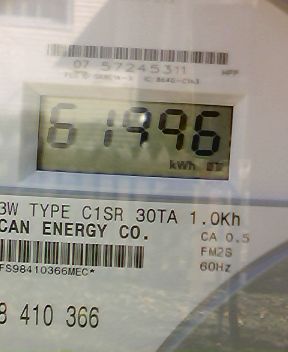 07 57245311
61996
kWh
3W TYPE C1SR 30TA 1.0Kh
CAN ENERGY CO. CA 0.5
FM2S
FS98410366MEC* 60Hz
8 410 366